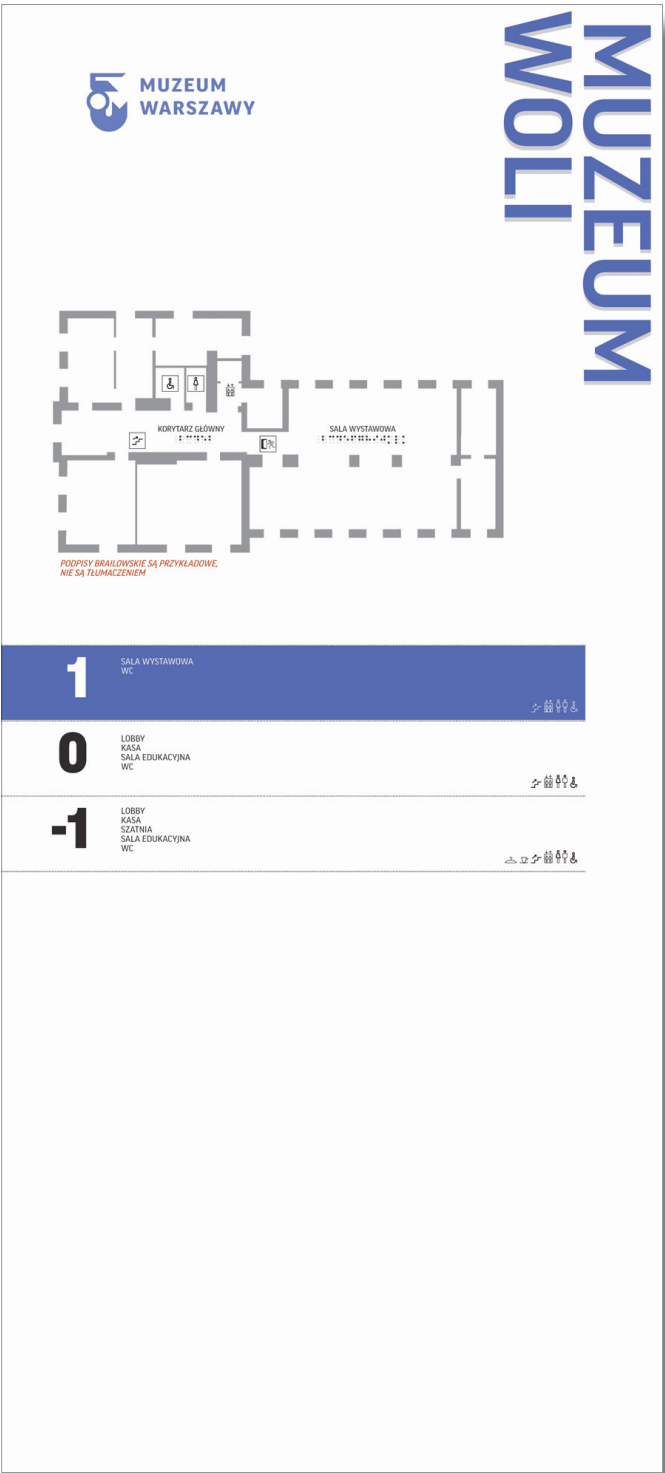 MUZEUM
WARSZAWY
MUZEUM
WOLI
KORYTARZ GŁÓWNY
SALA WYSTAWOWA
PODPISY BRAILOWSKIE SĄ PRZYKŁADOWE,
NIE SĄ TŁUMACZENIEM
1
SALA WYSTAWOWA
WC
0
LOBBY
KASA
SALA EDUKACYJNA
WC
-1
LOBBY
KASA
SZATNIA
SALA EDUKACYJNA
WC